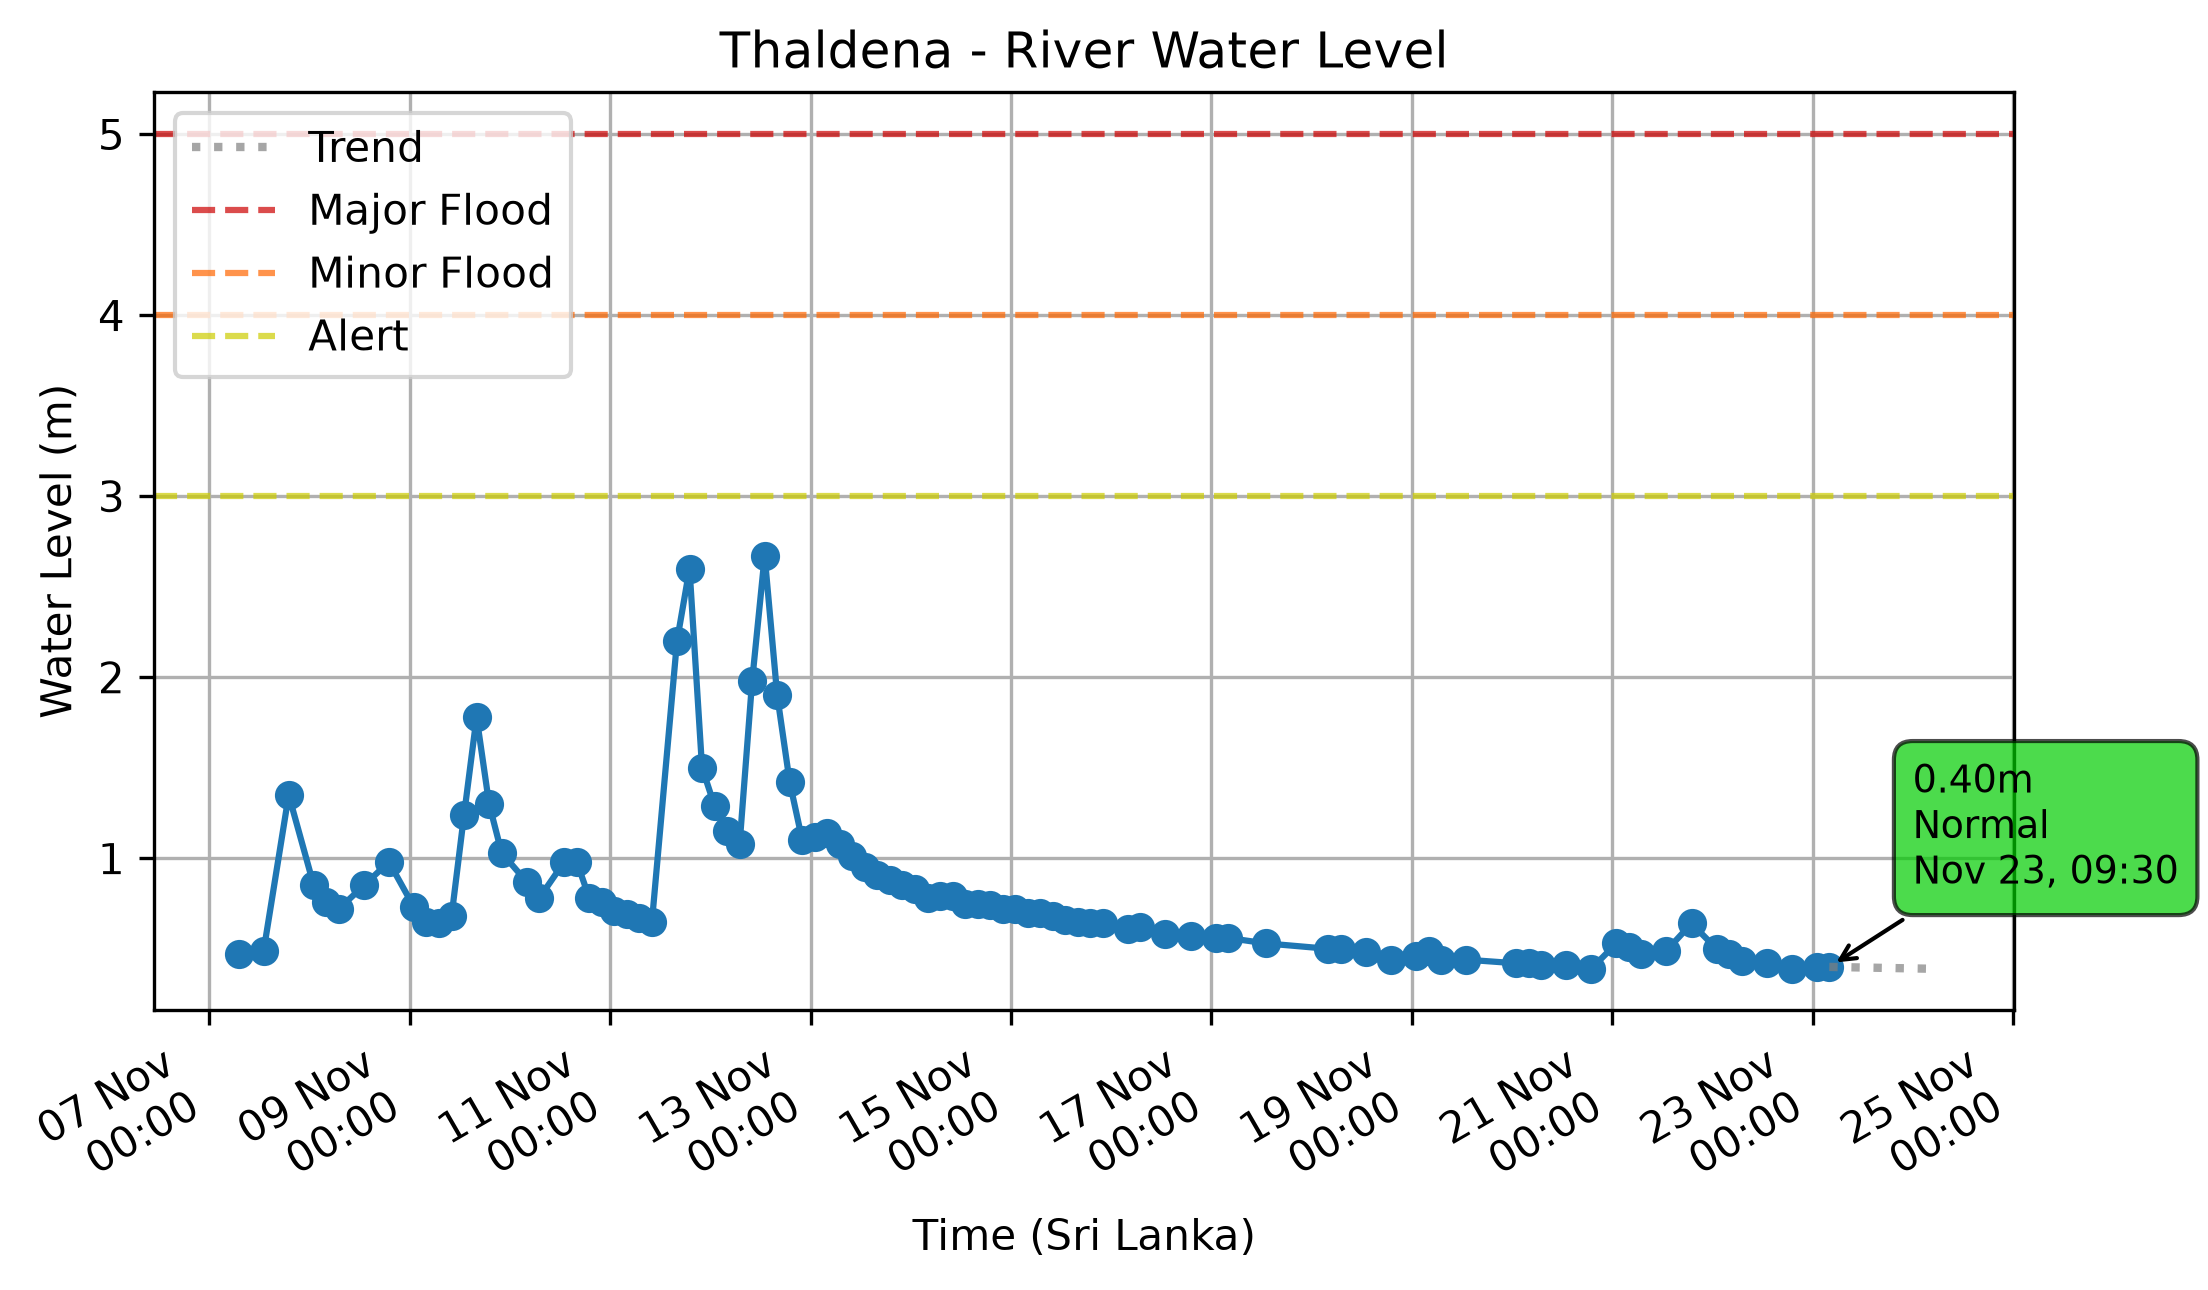 Thaldena - River Water Level
Trend
Major Flood
Minor Flood
Alert
5
4
3
2
1
Water Level (m)
0.40m
Normal
Nov 23, 09:30
07 Nov
00:00
09 Nov
00:00
11 Nov
00:00
13 Nov
00:00
15 Nov
00:00
17 Nov
00:00
19 Nov
00:00
21 Nov
00:00
23 Nov
00:00
25 Nov
00:00
Time (Sri Lanka)